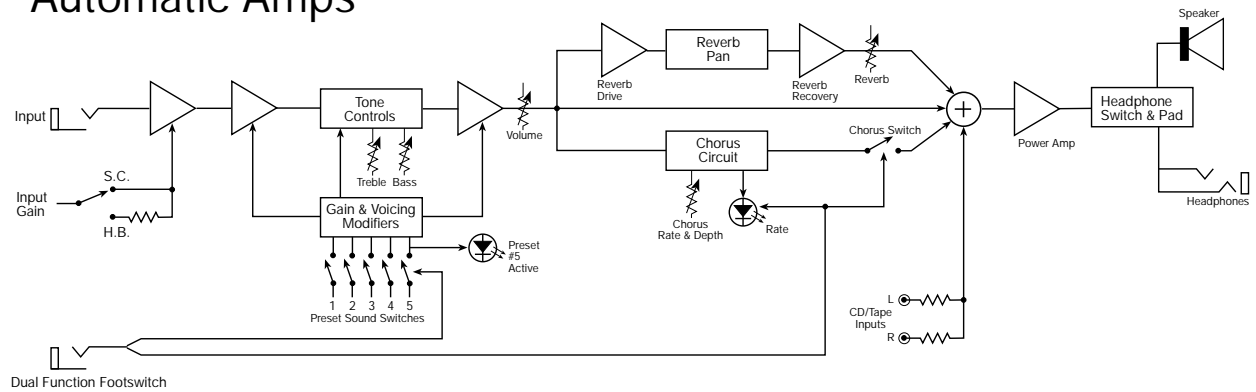 Automatic Amps
Speaker
Reverb
Pan
Reverb
Drive
Reverb
Recovery
Reverb
Input
Tone
Controls
Volume
Treble
Bass
Chorus Switch
Chorus
Circuit
+
Power Amp
Headphone
Switch & Pad
Headphones
S.C.
Input
Gain
H.B.
Gain & Voicing
Modifiers
Chorus
Rate & Depth
Rate
Preset
#5
Active
1 2 3 4 5
Preset Sound Switches
L
CD/Tape
Inputs
R
Dual Function Footswitch